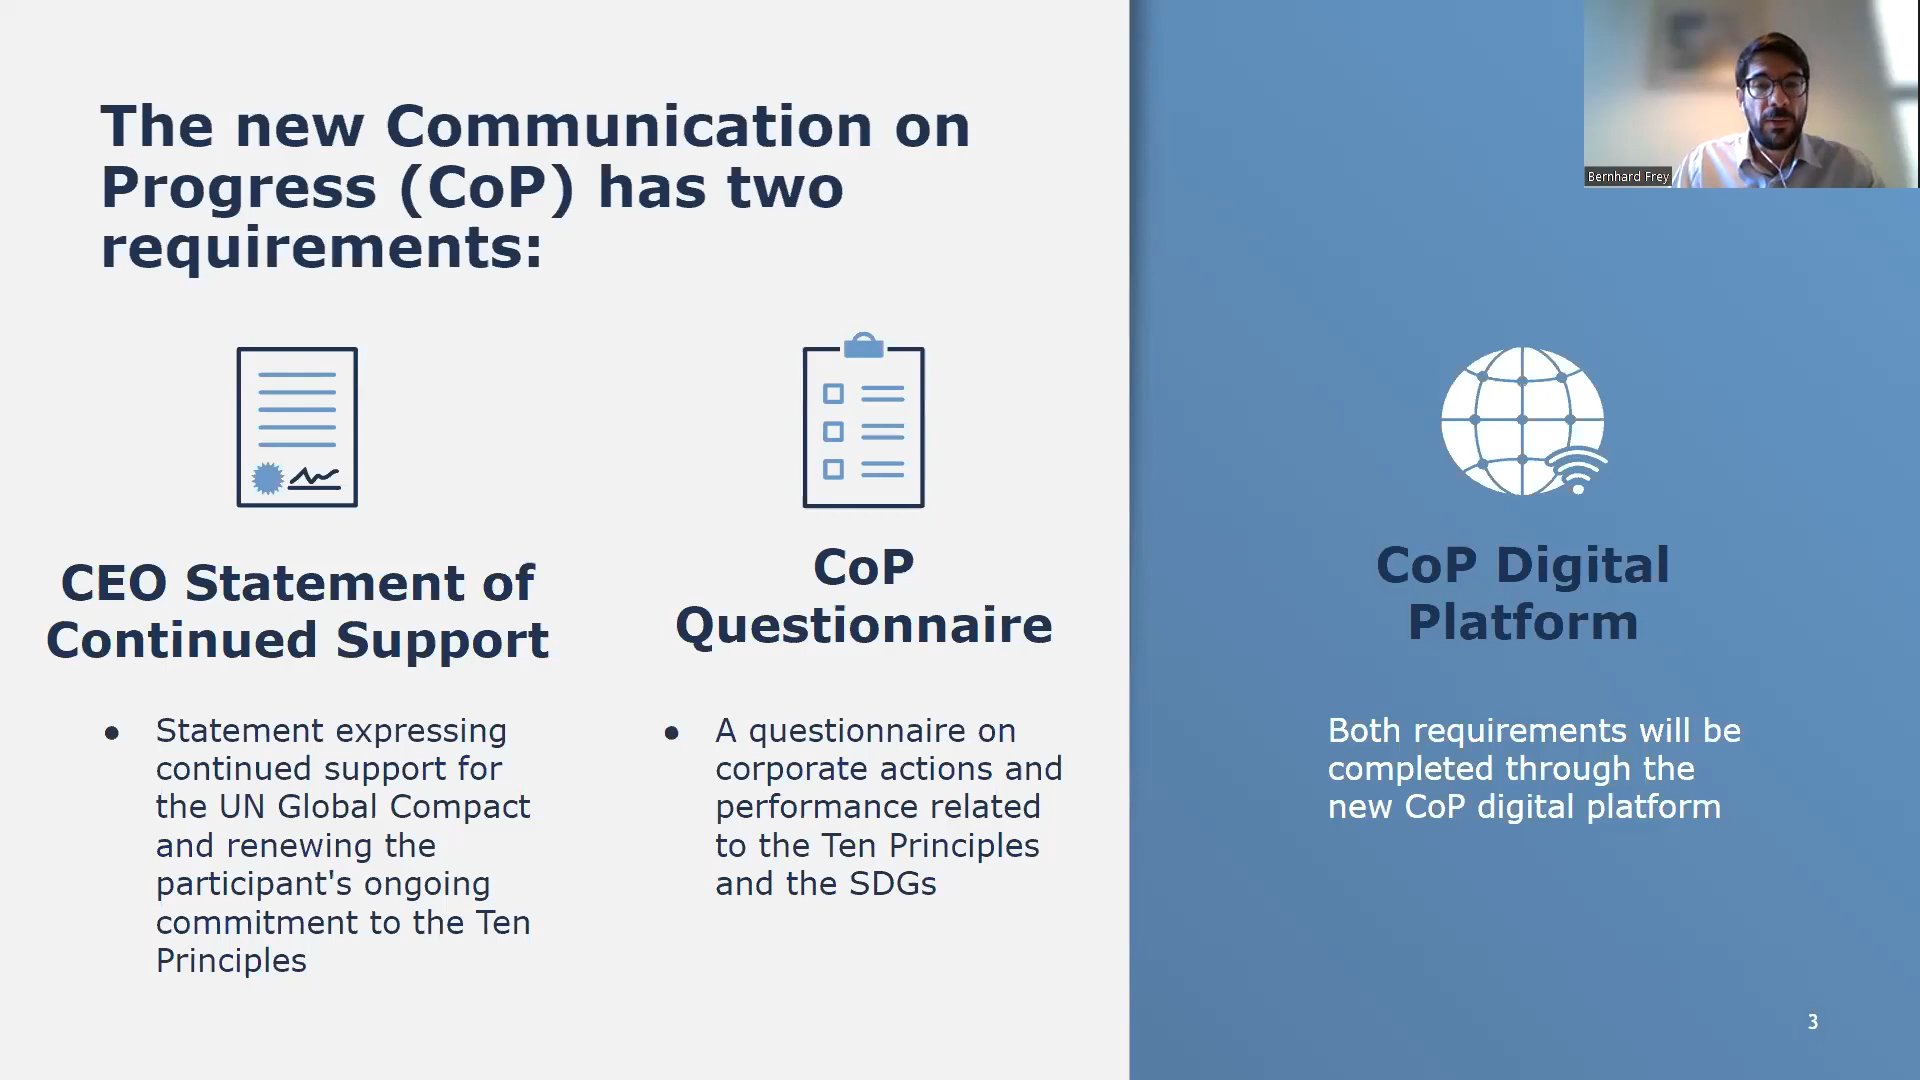 The new Communication on
Progress (CoP) has two
requirements:
Bernhard Frey
CEO Statement of
Continued Support
● Statement expressing
continued support for
the UN Global Compact
and renewing the
participant's ongoing
commitment to the Ten
Principles
CoP
Questionnaire
● A questionnaire on
corporate actions and
performance related
to the Ten Principles
and the SDGs
CoP Digital
Platform
Both requirements will be
completed through the
new CoP digital platform
3